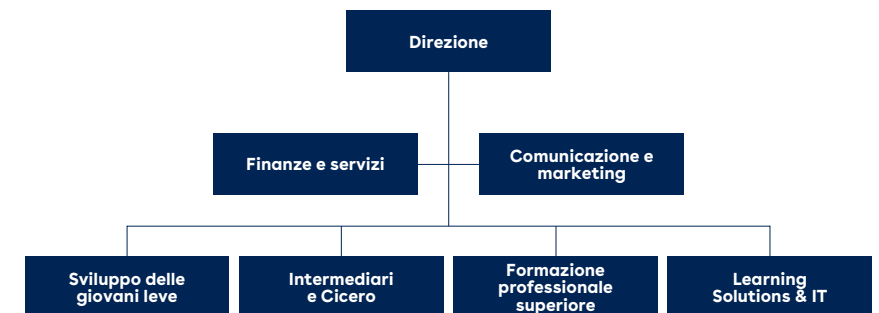 Direzione
Finanze e servizi
Comunicazione e
marketing
Sviluppo delle
giovani leve
Intermediari
e Cicero
Formazione
professionale
superiore
Learning
Solutions & IT